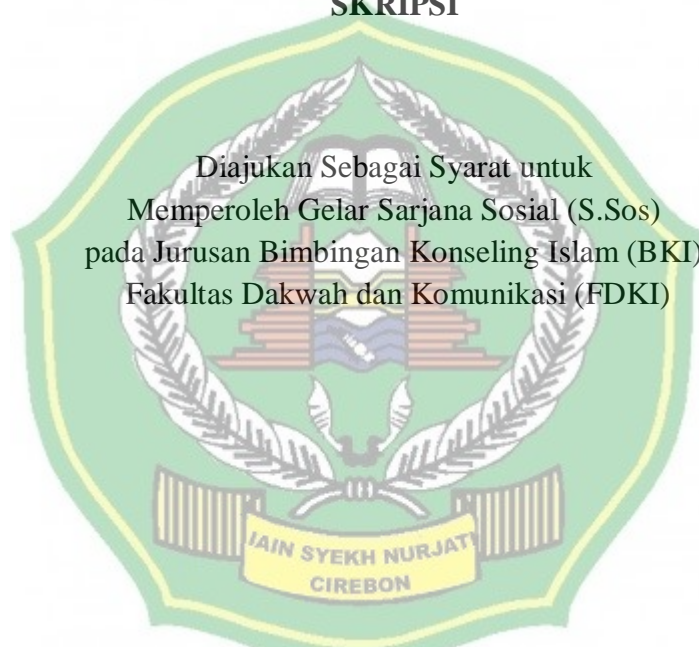 SKRIPSI
Diajukan Sebagai Syarat untuk
Memperoleh Gelar Sarjana Sosial (S.Sos)
pada Jurusan Bimbingan Konseling Islam (BKI)
Fakultas Dakwah dan Komunikasi (FDKI)
IAIN SYEKH NURJATI
CIREBON